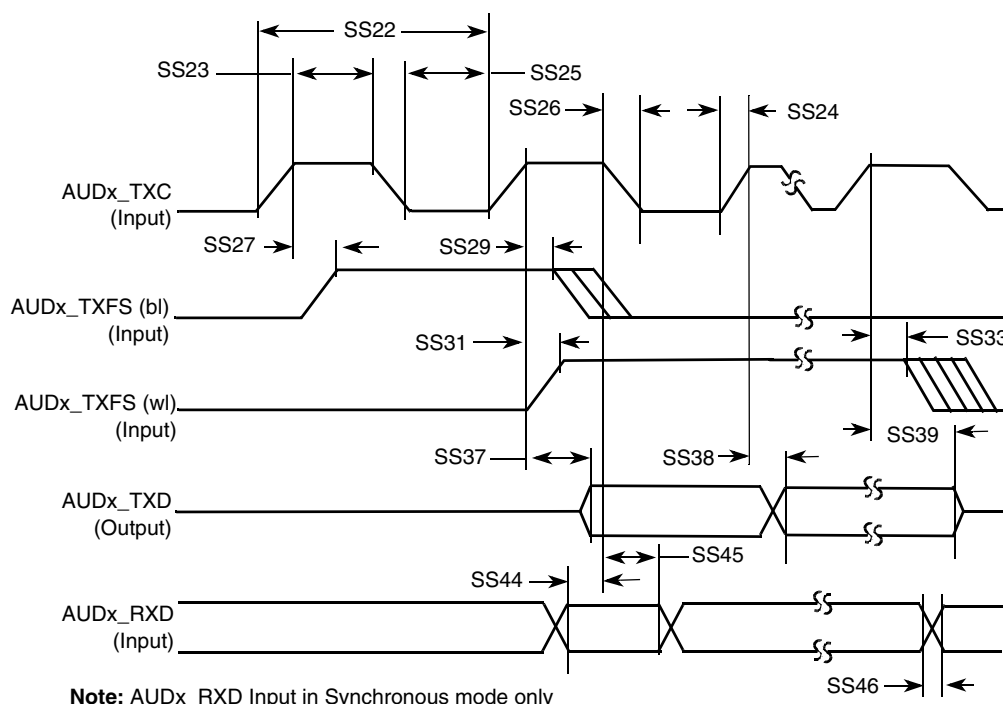 SS22
SS23
SS25
SS26
SS24
AUDx_TXC
(Input)
SS27
SS29
AUDx_TXFS (bl)
(Input)
SS31
SS33
AUDx_TXFS (wl)
(Input)
SS39
SS37
SS38
AUDx_TXD
(Output)
SS45
SS44
AUDx_RXD
(Input)
SS46
Note: AUDx_RXD Input in Synchronous mode only